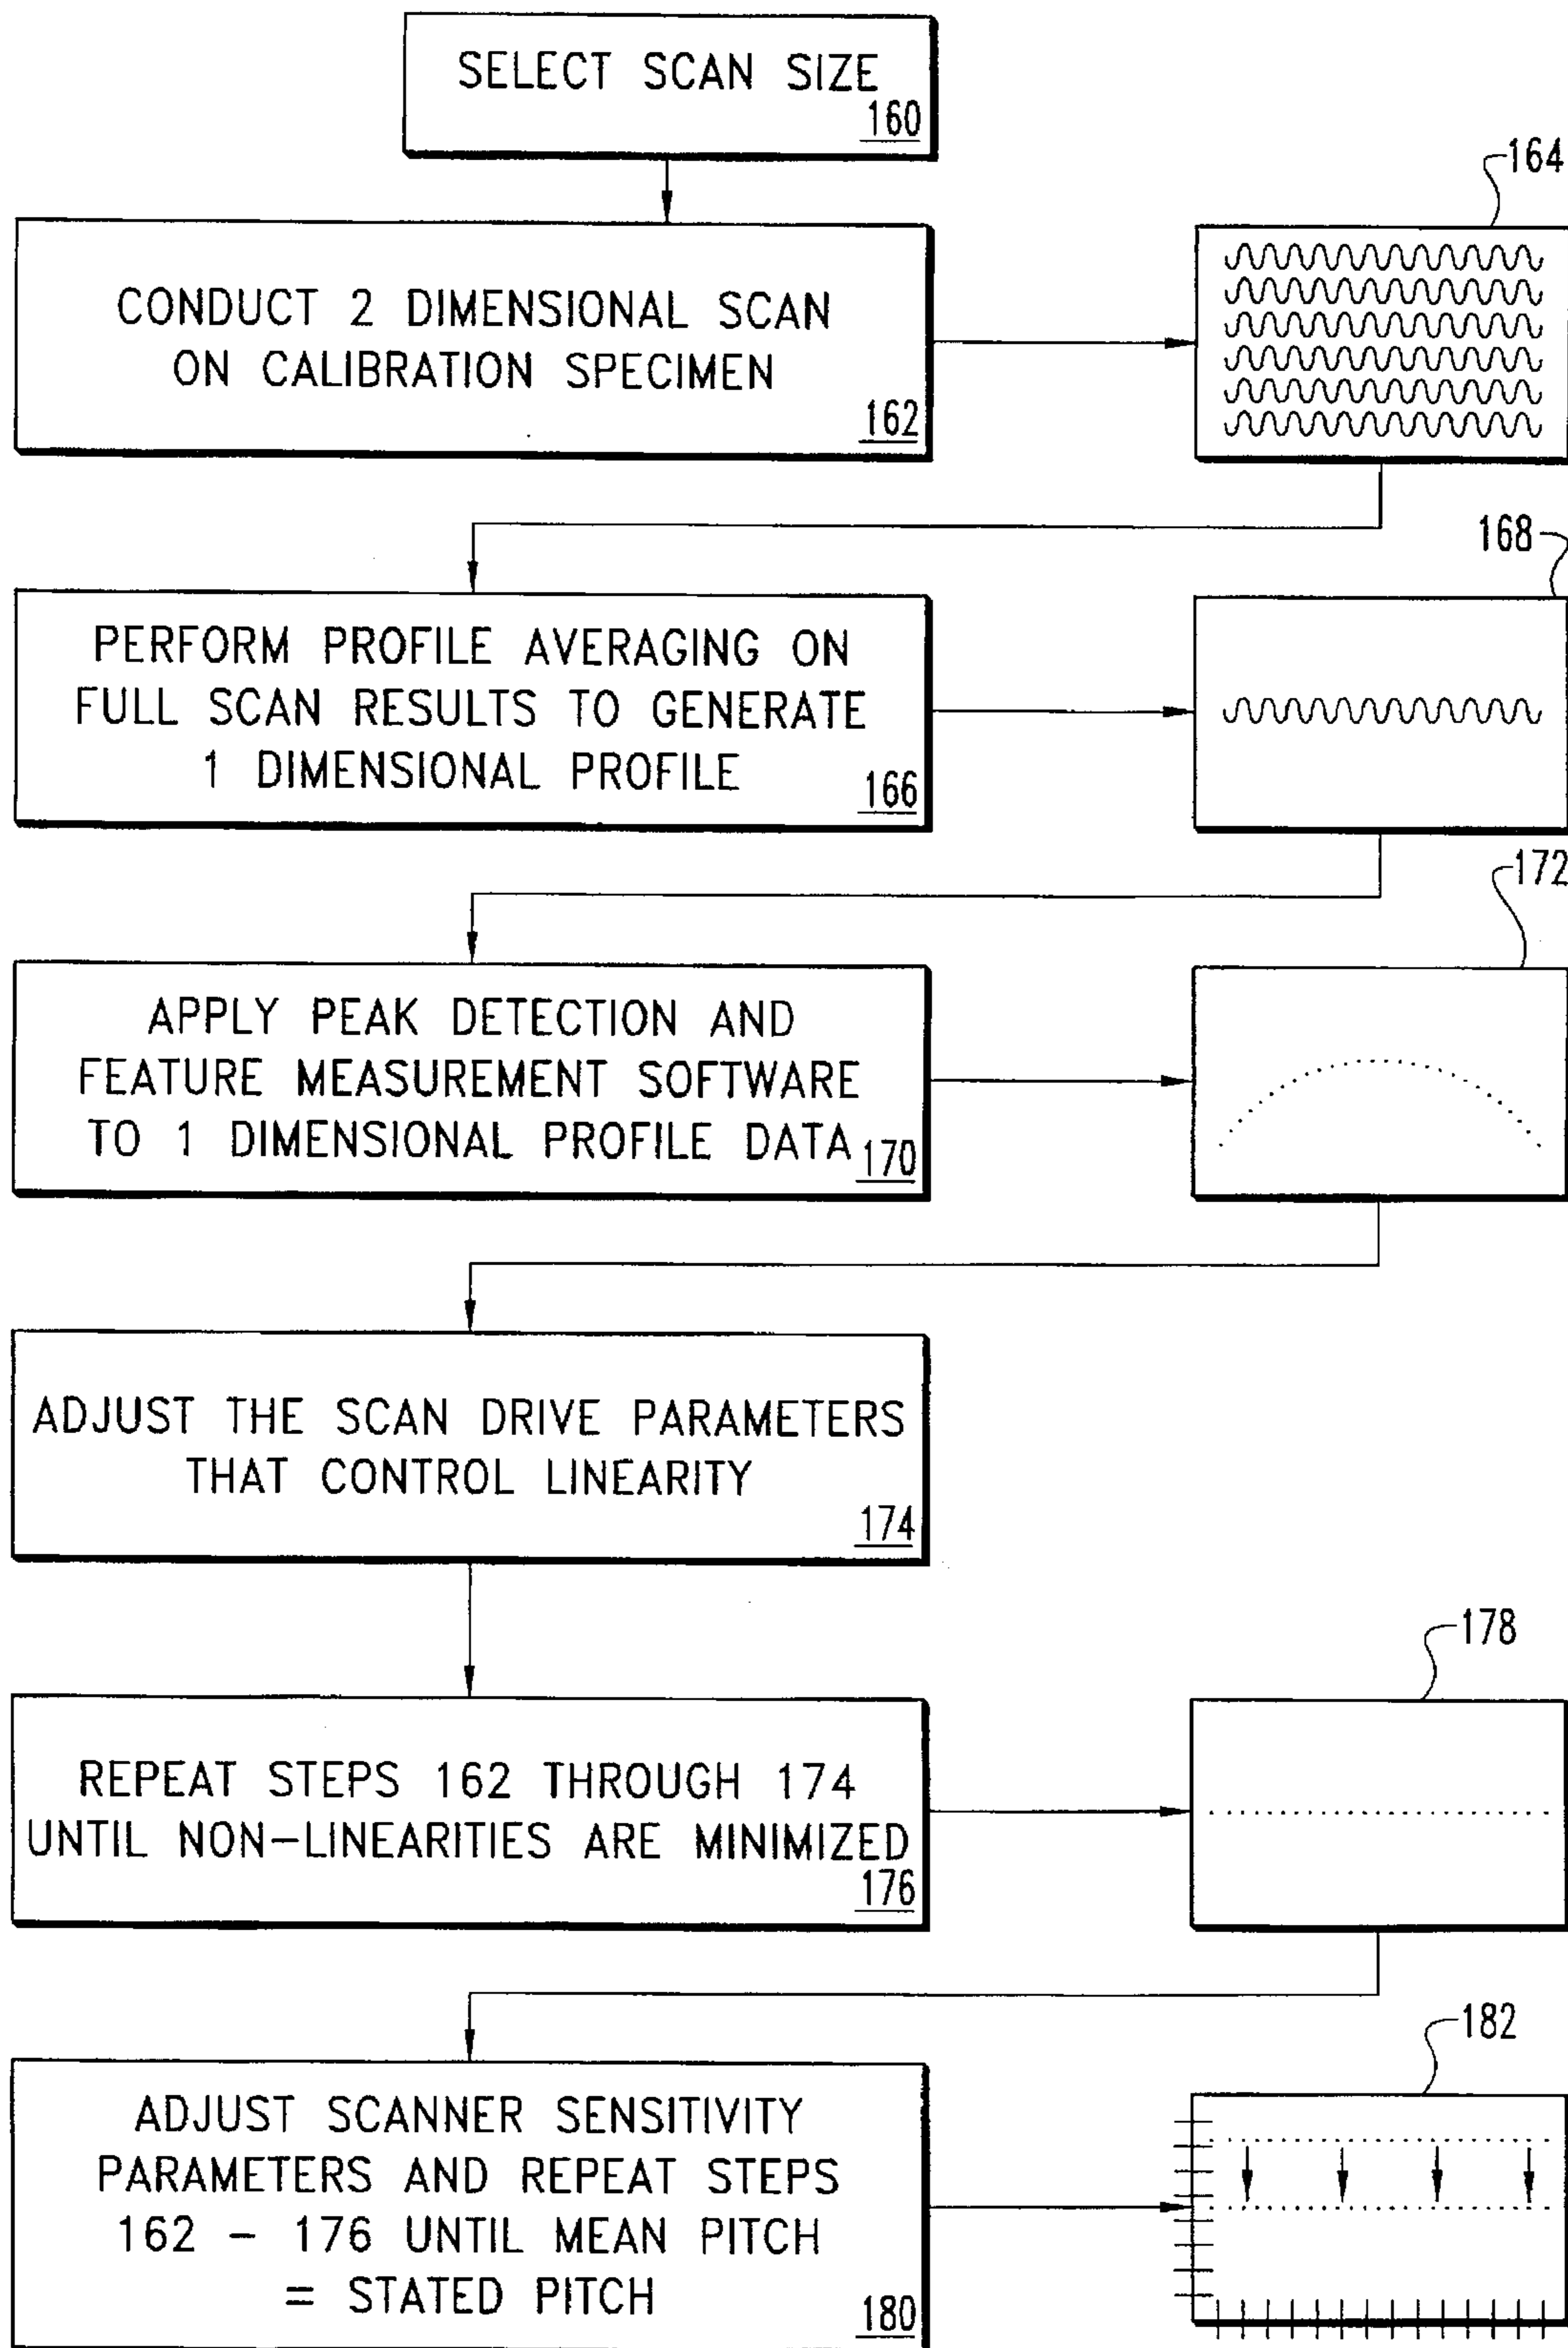 SELECT SCAN SIZE
160
164
CONDUCT 2 DIMENSIONAL SCAN
ON CALIBRATION SPECIMEN
162
168
PERFORM PROFILE AVERAGING ON
FULL SCAN RESULTS TO GENERATE
1 DIMENSIONAL PROFILE
166
172
APPLY PEAK DETECTION AND
FEATURE MEASUREMENT SOFTWARE
TO 1 DIMENSIONAL PROFILE DATA
170
ADJUST THE SCAN DRIVE PARAMETERS
THAT CONTROL LINEARITY
174
178
REPEAT STEPS 162 THROUGH 174
UNTIL NON-LINEARITIES ARE MINIMIZED
176
182
ADJUST SCANNER SENSITIVITY
PARAMETERS AND REPEAT STEPS
162 - 176 UNTIL MEAN PITCH
= STATED PITCH
180